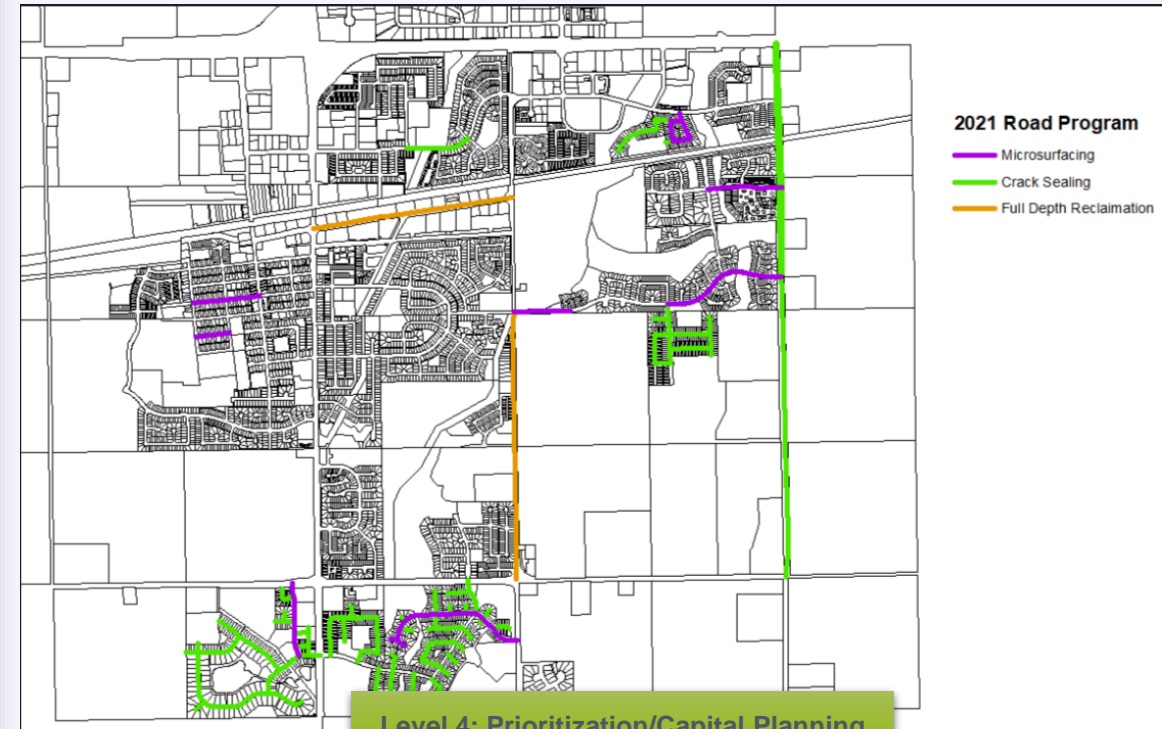 2021 Road Program
Microsurfacing
Crack Sealing
Full Depth Reclaimation
Level 4: Prioritization/Capital Planning